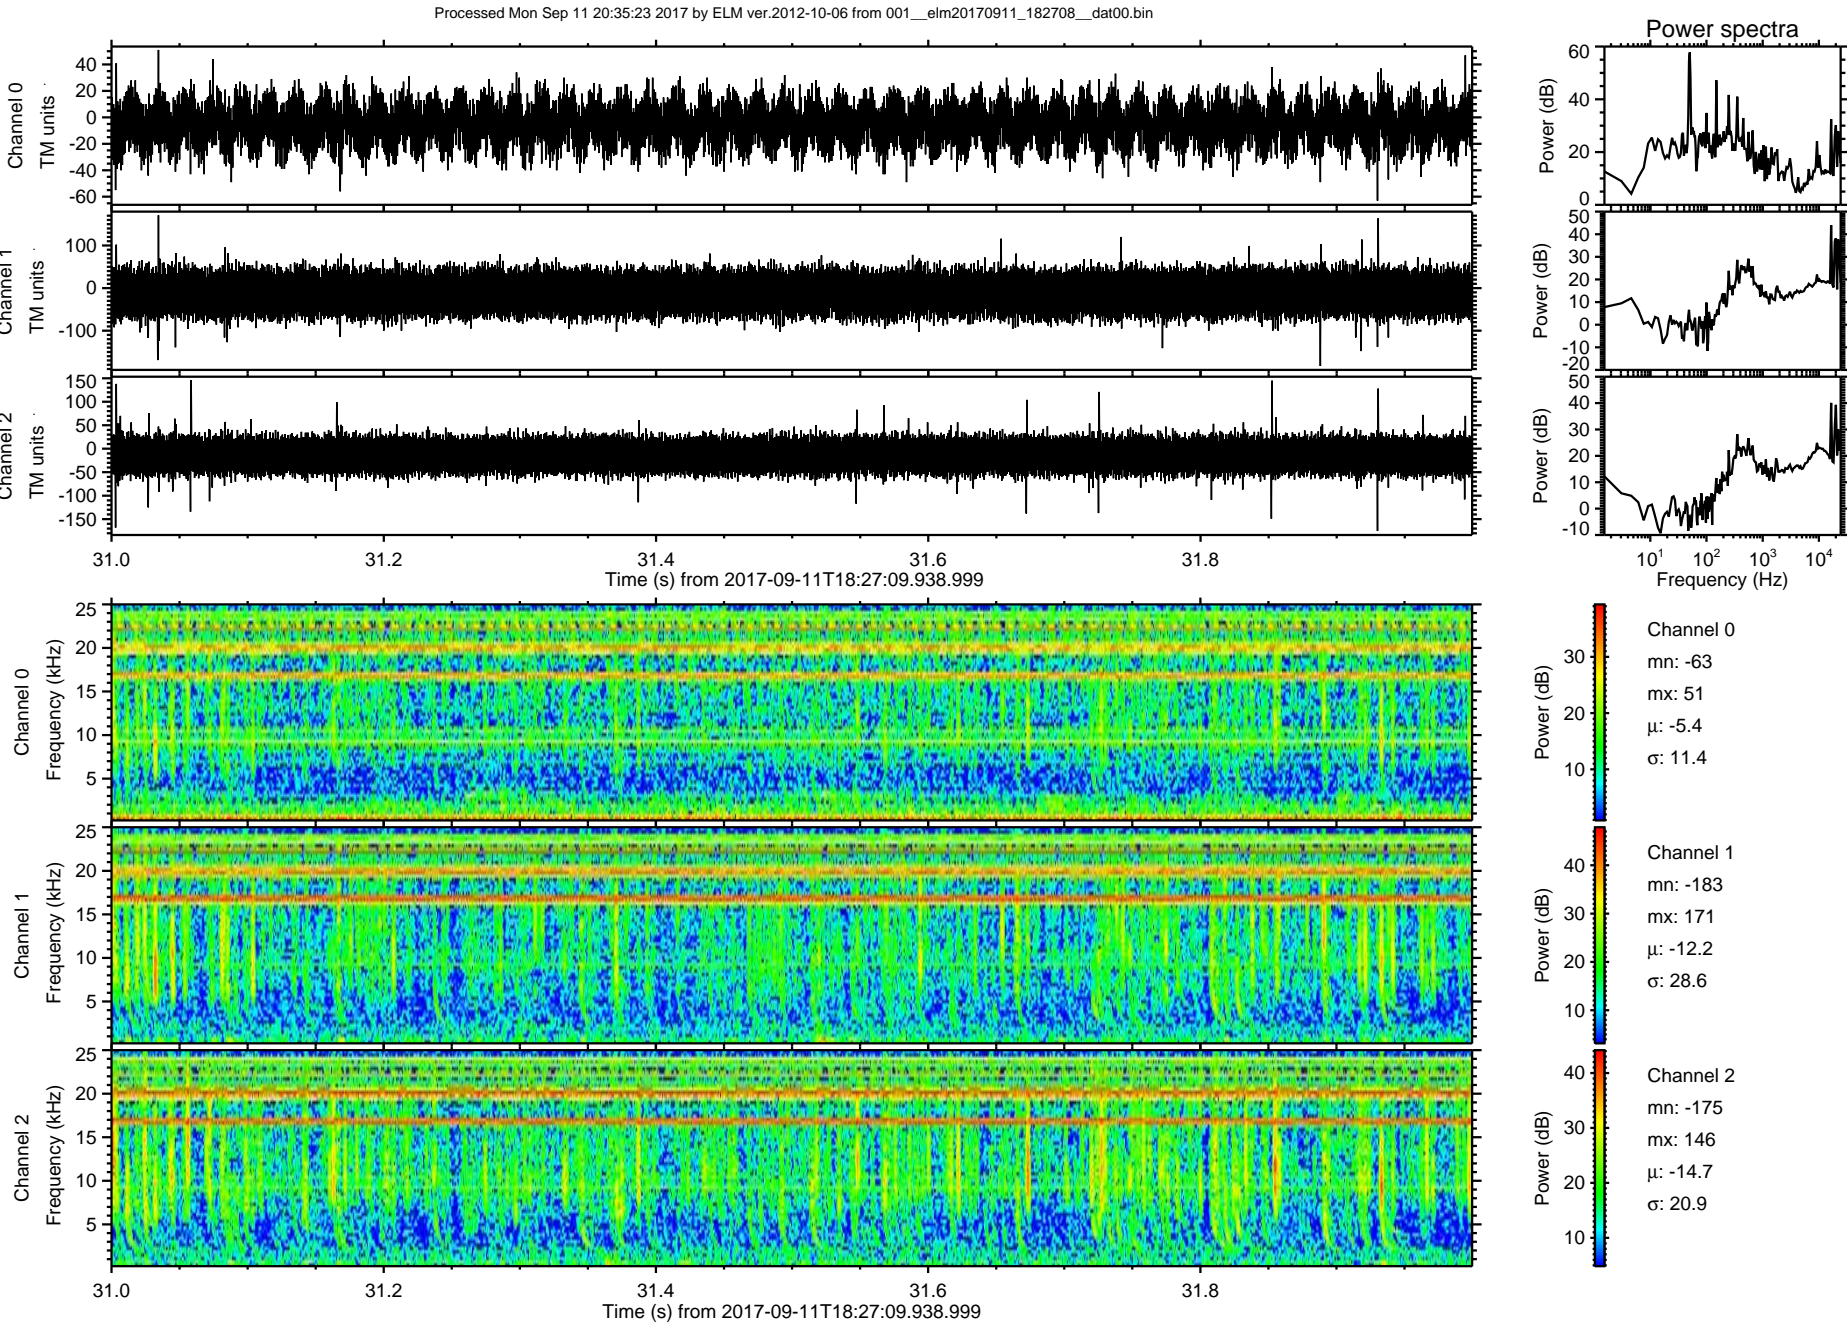 Processed Mon Sep 11 20:35:23 2017 by ELM ver.2012-10-06 from 001__elm20170911_182708__dat00.bin
Power spectra
Channel 0
TM units
40
20
0
-20
-40
-60
Power (dB)
60
40
20
0
Channel 1
TM units
100
0
-100
Power (dB)
50
40
30
20
10
0
-10
-20
Channel 2
TM units
150
100
50
0
-50
-100
-150
Power (dB)
50
40
30
20
10
0
-10
31.0 31.2 31.4 31.6 31.8
Time (s) from 2017-09-11T18:27:09.938.999
10¹ 10² 10³ 10⁴
Frequency (Hz)
Channel 0
Frequency (kHz)
25
20
15
10
5
Power (dB)
30
20
10
Channel 0
mn: -63
mx: 51
μ: -5.4
σ: 11.4
Channel 1
Frequency (kHz)
25
20
15
10
5
Power (dB)
40
30
20
10
Channel 1
mn: -183
mx: 171
μ: -12.2
σ: 28.6
Channel 2
Frequency (kHz)
25
20
15
10
5
Power (dB)
40
30
20
10
Channel 2
mn: -175
mx: 146
μ: -14.7
σ: 20.9
31.0 31.2 31.4 31.6 31.8
Time (s) from 2017-09-11T18:27:09.938.999